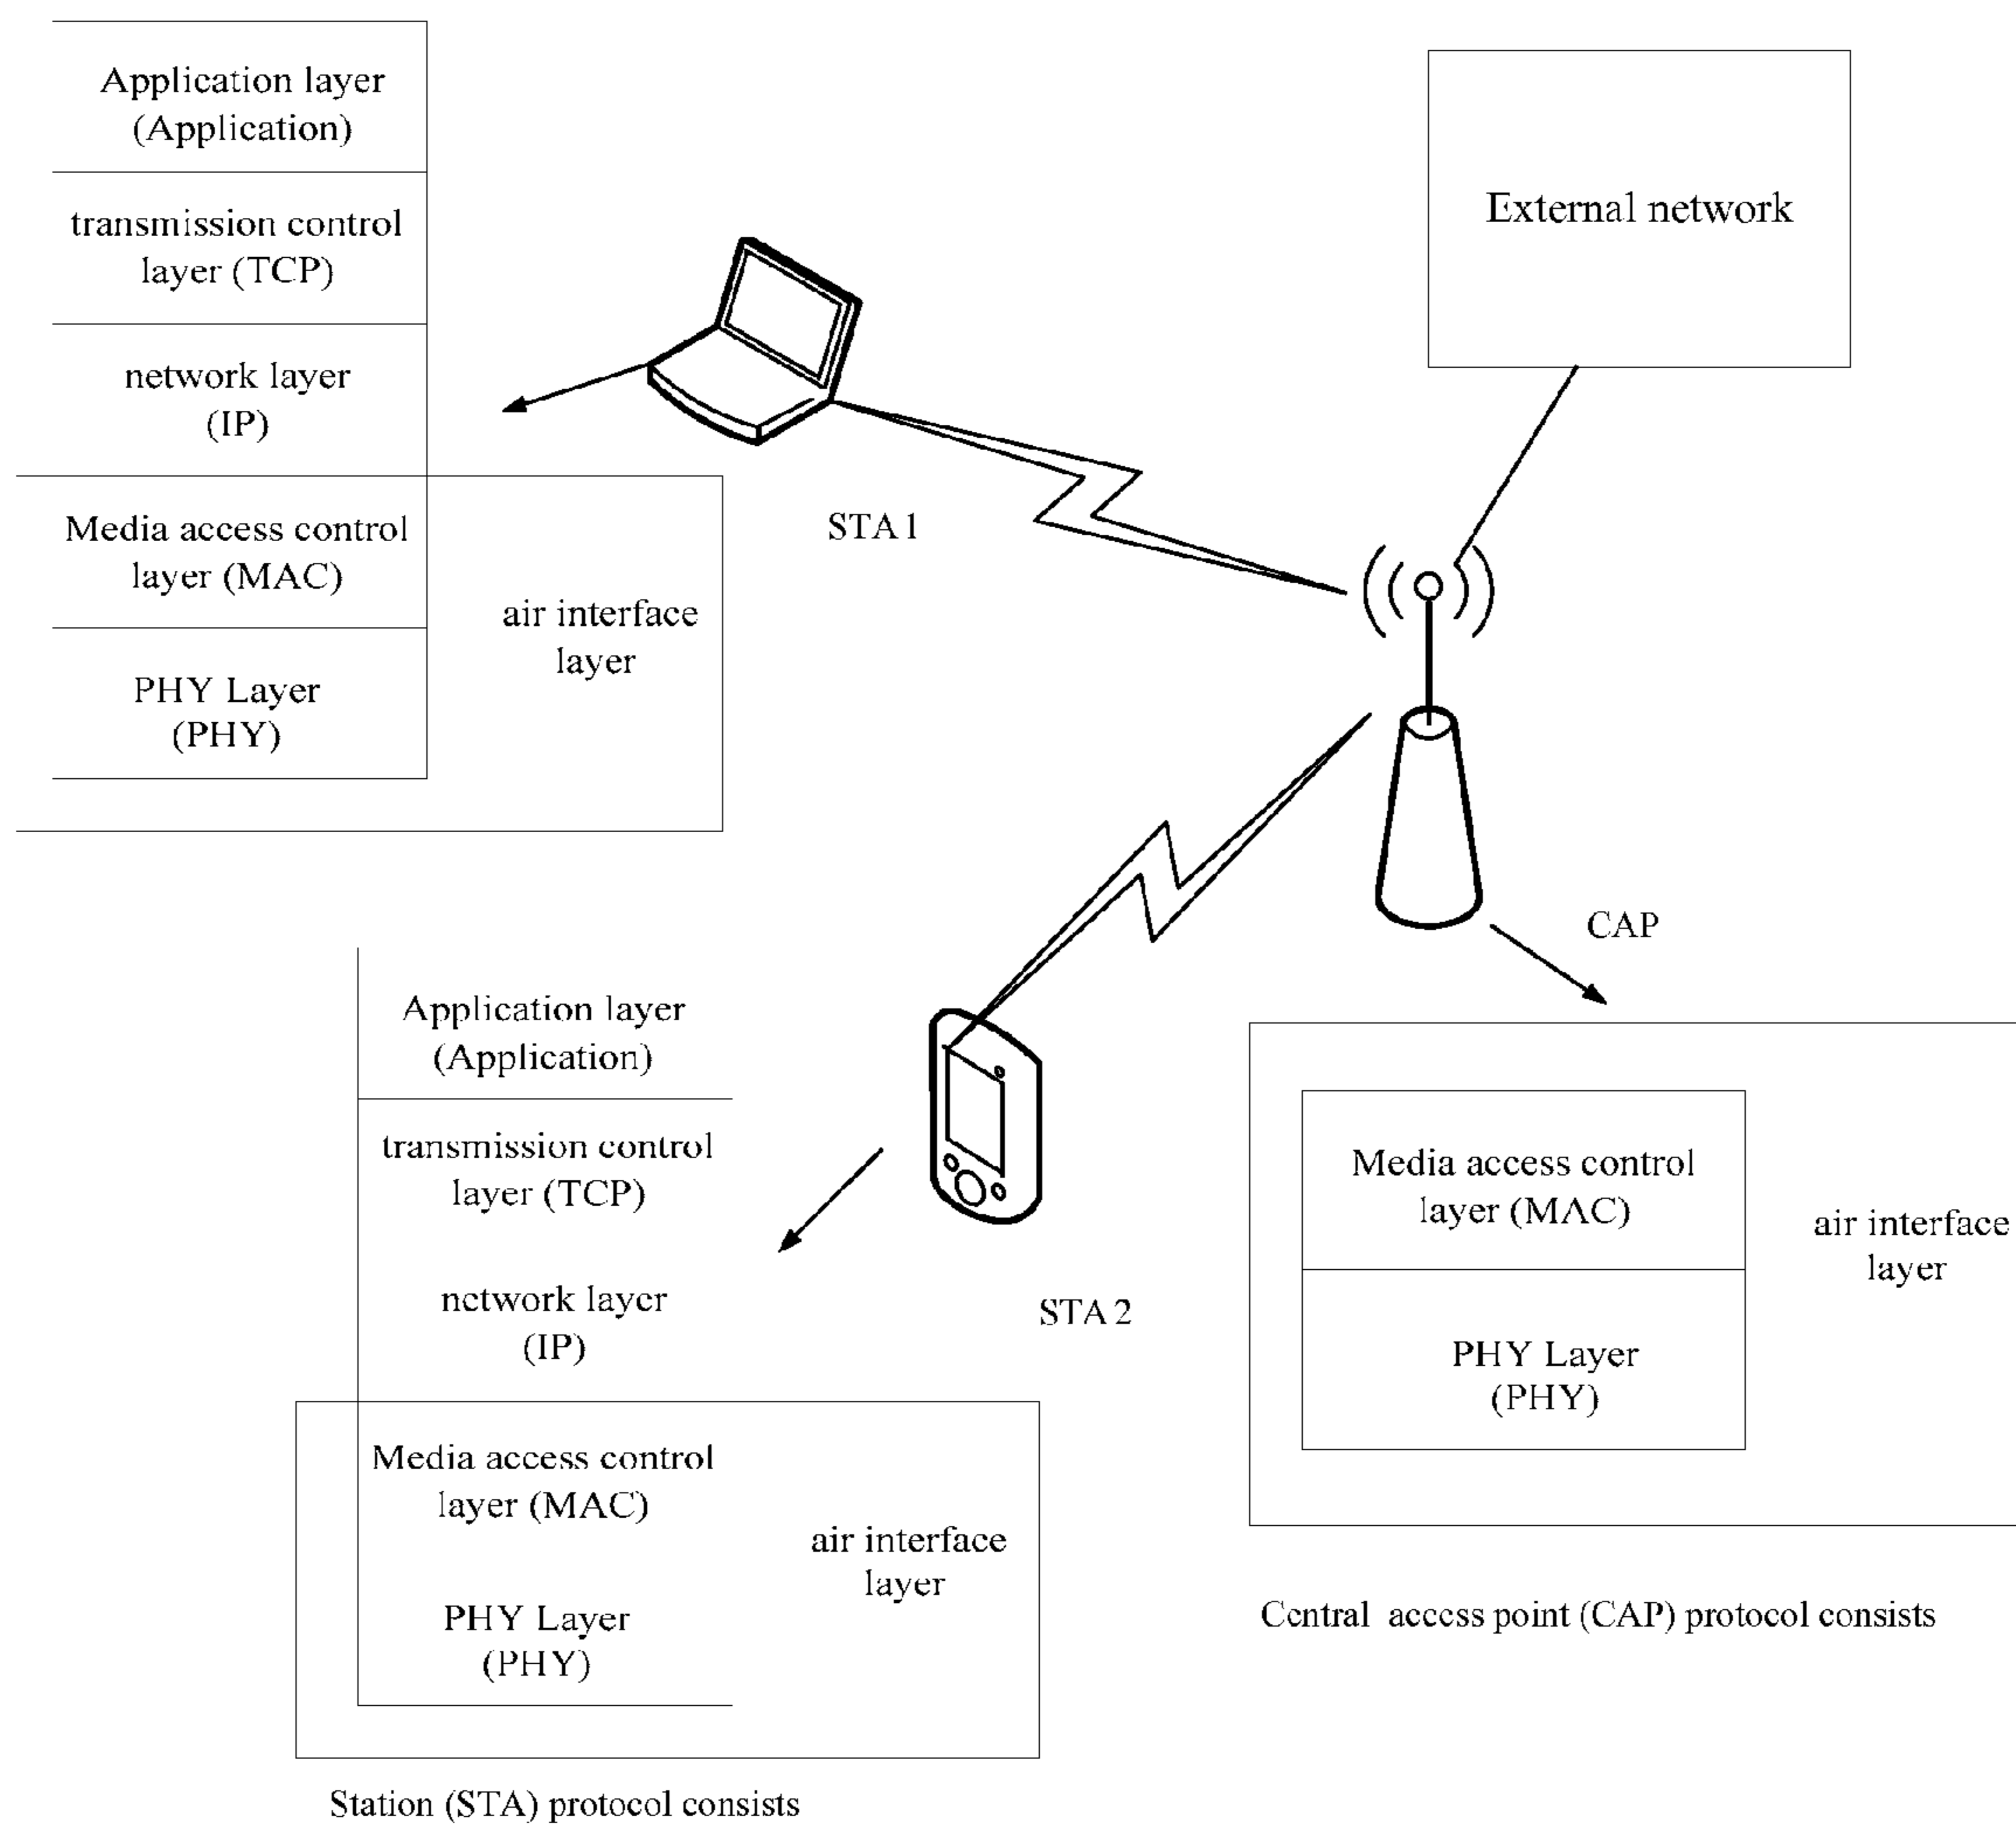 Application layer
(Application)
transmission control
layer (TCP)
network layer
(IP)
Media access control
layer (MAC)
PHY Layer
(PHY)
air interface
layer
STA 1
External network
CAP
Application layer
(Application)
transmission control
layer (TCP)
network layer
(IP)
Media access control
layer (MAC)
PHY Layer
(PHY)
air interface
layer
Station (STA) protocol consists
STA 2
Media access control
layer (MAC)
PHY Layer
(PHY)
air interface
layer
Central access point (CAP) protocol consists